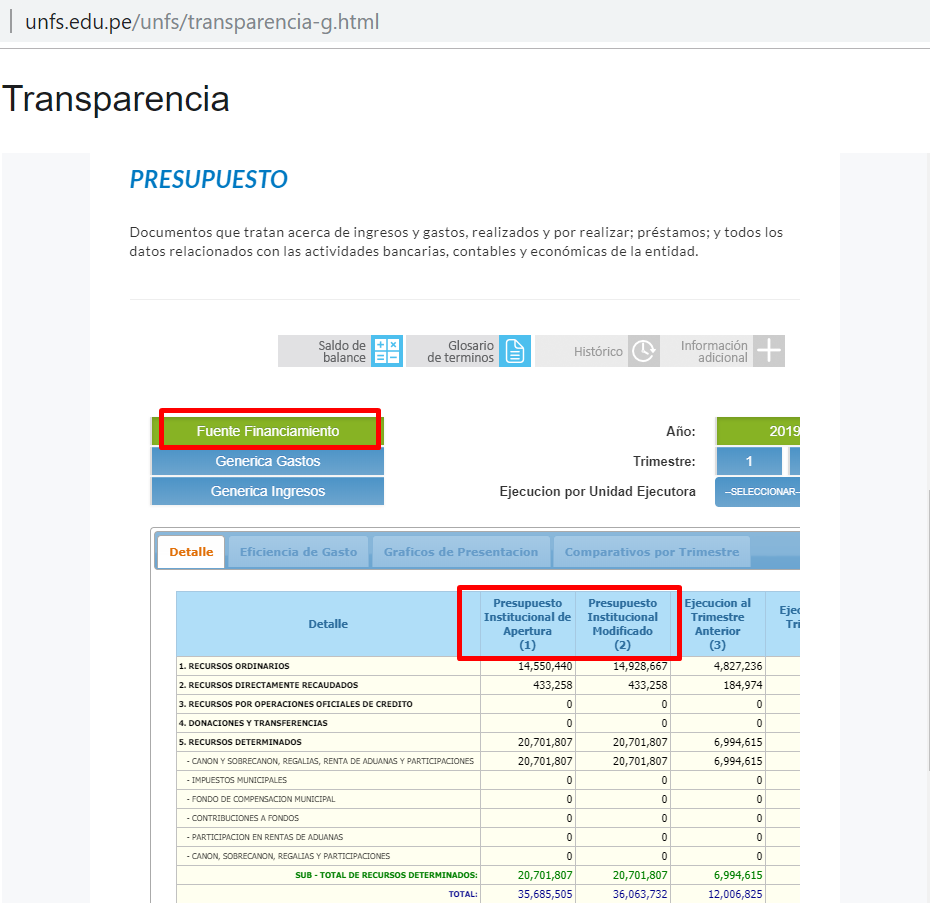 unfs.edu.pe/unfs/transparencia-g.html
Transparencia
PRESUPUESTO
Documentos que tratan acerca de ingresos y gastos, realizados y por realizar; préstamos; y todos los
datos relacionados con las actividades bancarias, contables y económicas de la entidad.
Saldo de
balance
Glosario
de terminos
Histórico
Información
adicional
Fuente Financiamiento
Generica Gastos
Generica Ingresos
Año: 2019
Trimestre: 1
Ejecucion por Unidad Ejecutora --SELECCIONAR--
Detalle Eficiencia de Gasto Graficos de Presentacion Comparativos por Trimestre
Detalle
Presupuesto
Institucional de
Apertura
(1)
Presupuesto
Institucional
Modificado
(2)
Ejecucion al
Trimestre
Anterior
(3)
1. RECURSOS ORDINARIOS 14,550,440 14,928,667 4,827,236
2. RECURSOS DIRECTAMENTE RECAUDADOS 433,258 433,258 184,974
3. RECURSOS POR OPERACIONES OFICIALES DE CREDITO 0 0 0
4. DONACIONES Y TRANSFERENCIAS 0 0 0
5. RECURSOS DETERMINADOS 20,701,807 20,701,807 6,994,615
- CANON Y SOBRECANON, REGALIAS, RENTA DE ADUANAS Y PARTICIPACIONES 20,701,807 20,701,807 6,994,615
- IMPUESTOS MUNICIPALES 0 0 0
- FONDO DE COMPENSACION MUNICIPAL 0 0 0
- CONTRIBUCIONES A FONDOS 0 0 0
- PARTICIPACION EN RENTAS DE ADUANAS 0 0 0
- CANON, SOBRECANON, REGALIAS Y PARTICIPACIONES 0 0 0
SUB - TOTAL DE RECURSOS DETERMINADOS: 20,701,807 20,701,807 6,994,615
TOTAL: 35,685,505 36,063,732 12,006,825